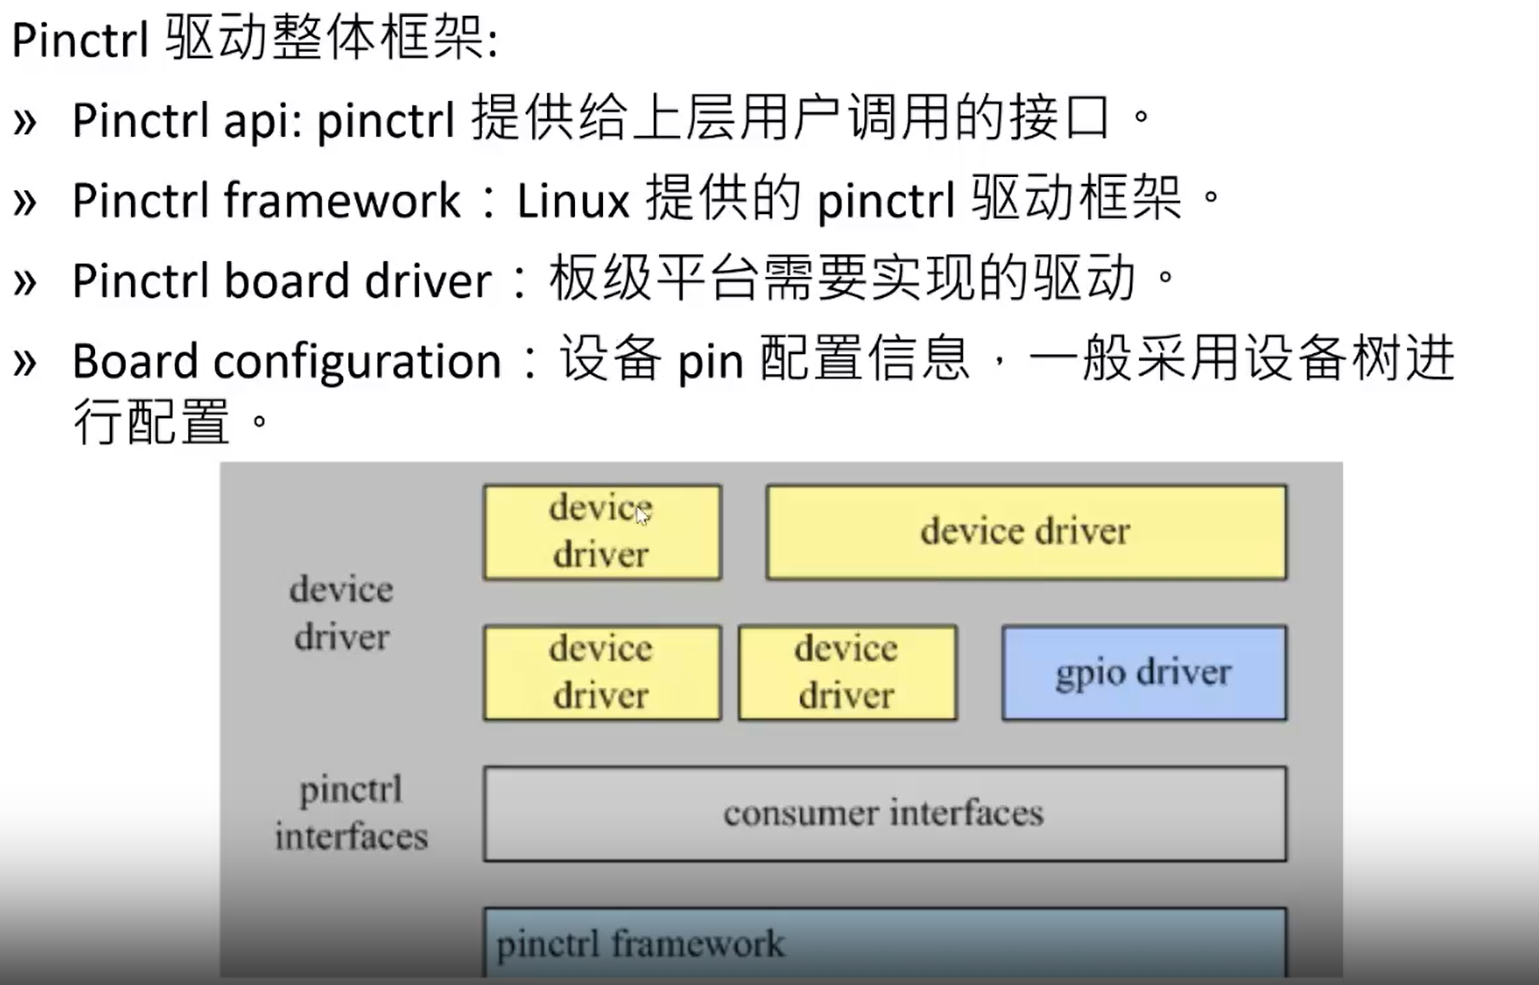 Pinctrl 驱动整体框架:
» Pinctrl api: pinctrl 提供给上层用户调用的接口。
» Pinctrl framework：Linux 提供的 pinctrl 驱动框架。
» Pinctrl board driver：板级平台需要实现的驱动。
» Board configuration：设备 pin 配置信息，一般采用设备树进
行配置。
device
driver
device driver
device
driver
device
driver
device
driver
gpio driver
pinctrl
interfaces
consumer interfaces
pinctrl framework